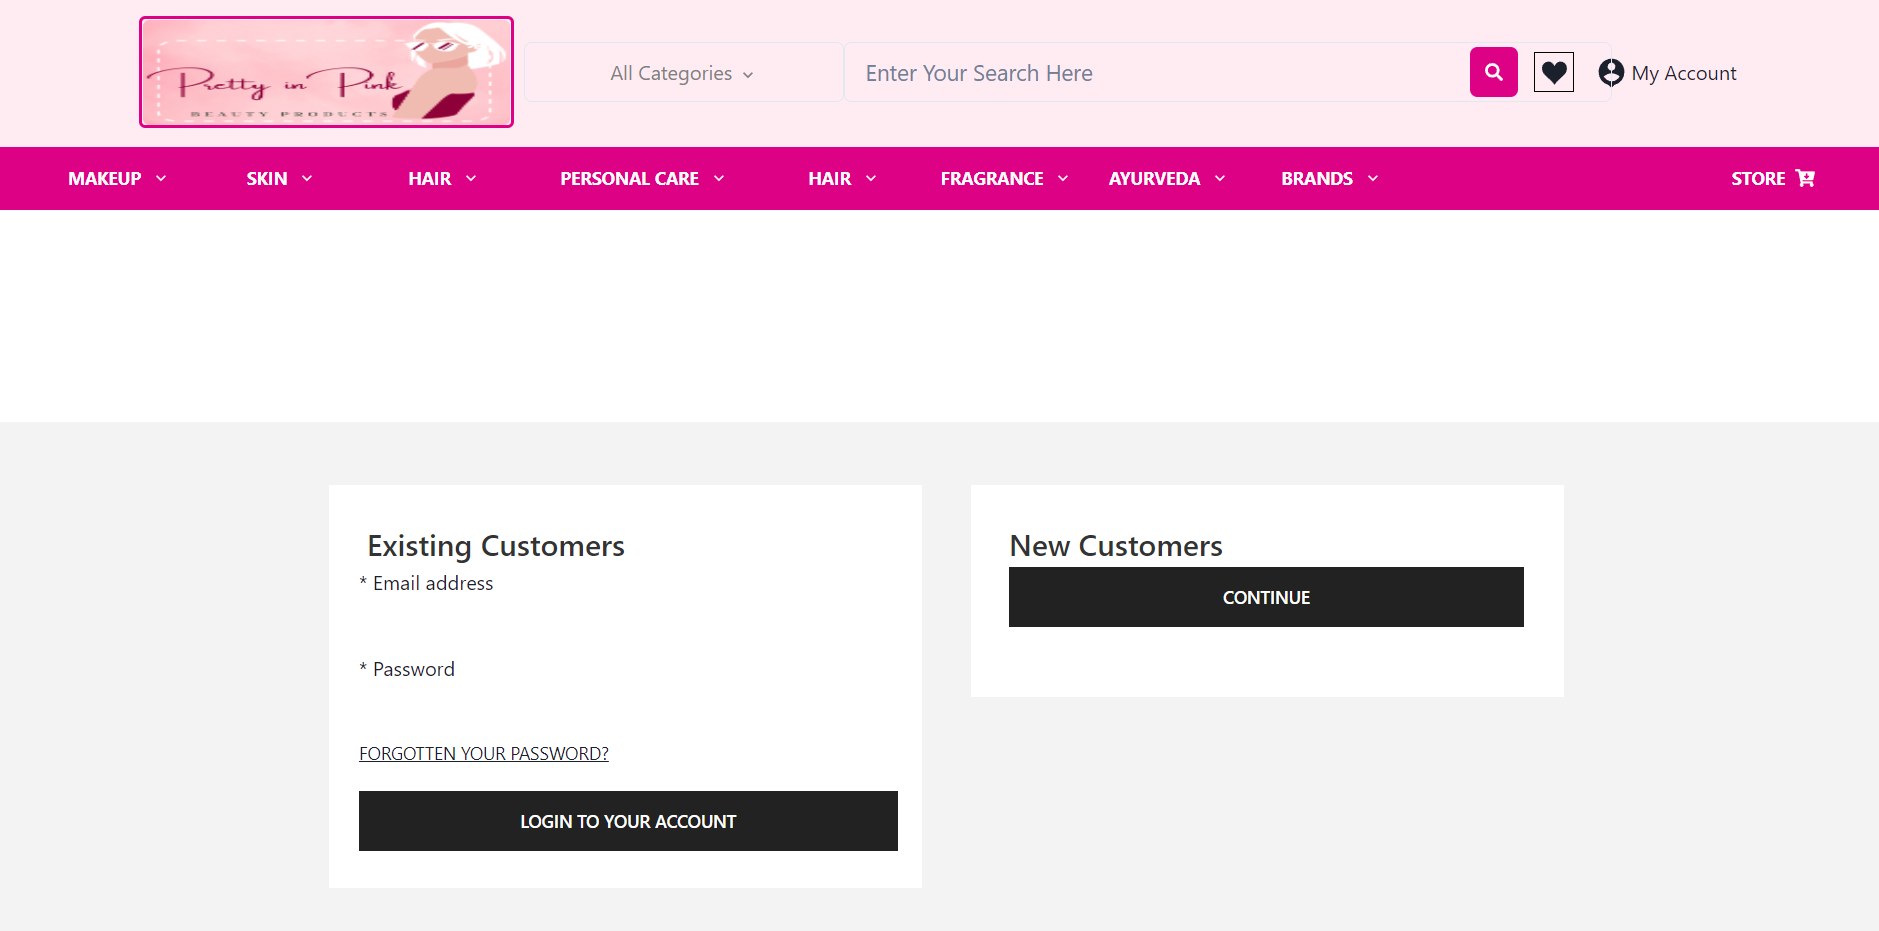 Pretty in Pink
BEAUTY PRODUCTS
All Categories
Enter Your Search Here
My Account
MAKEUP
SKIN
HAIR
PERSONAL CARE
HAIR
FRAGRANCE
AYURVEDA
BRANDS
STORE
Existing Customers
* Email address
* Password
FORGOTTEN YOUR PASSWORD?
LOGIN TO YOUR ACCOUNT
New Customers
CONTINUE